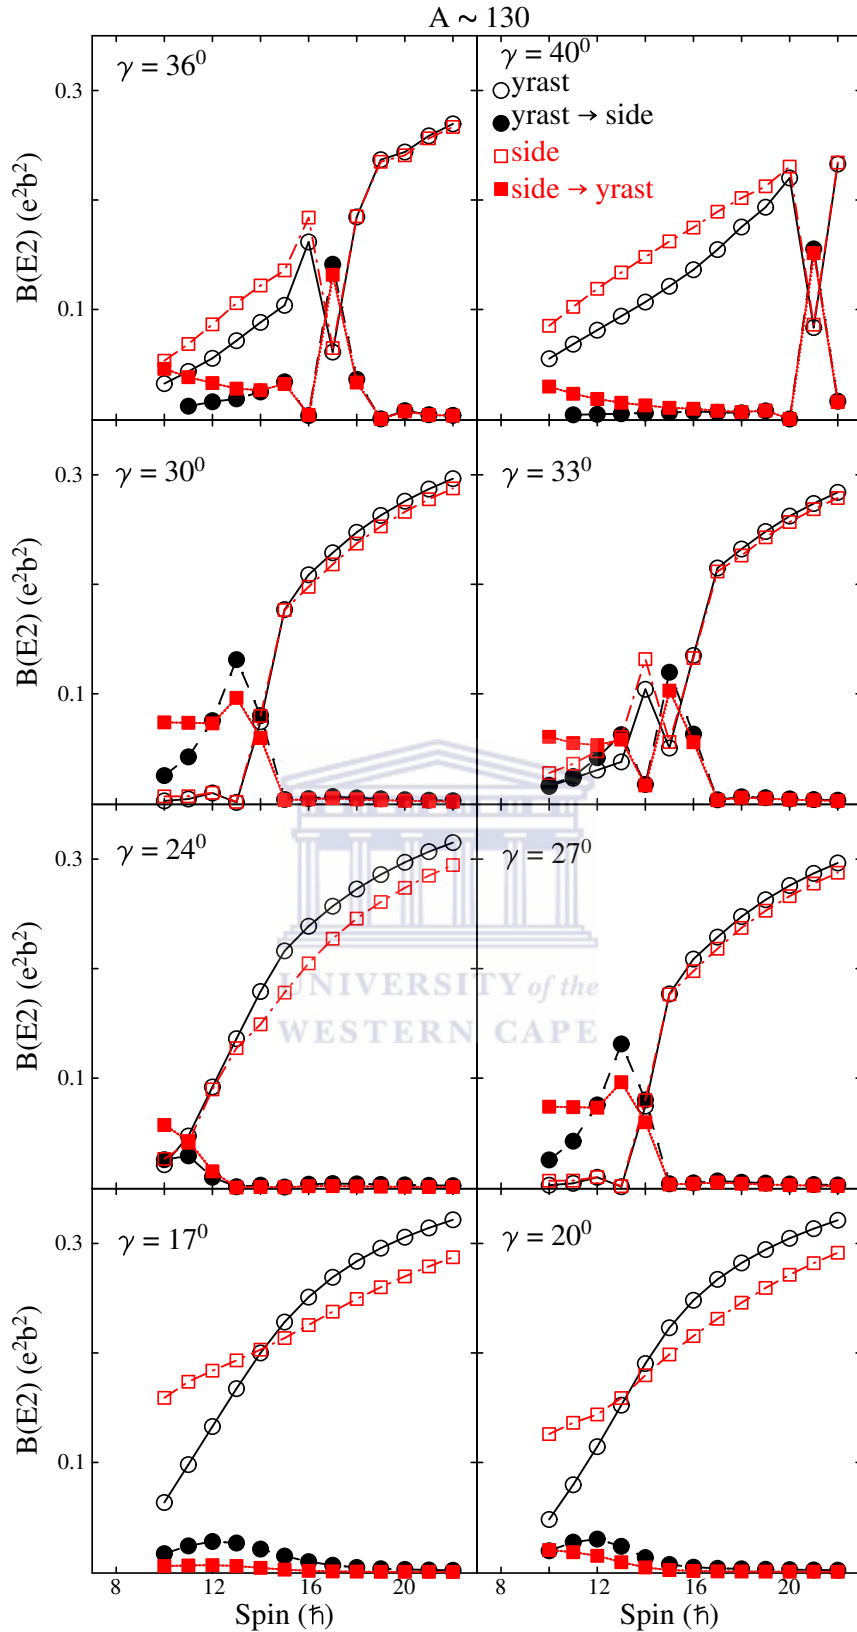 A ~ 130
γ = 36⁰
γ = 40⁰
yrast
yrast → side
side
side → yrast
0.3
0.1
B(E2) (e²b²)
γ = 30⁰
γ = 33⁰
0.3
0.1
B(E2) (e²b²)
γ = 24⁰
γ = 27⁰
0.3
0.1
B(E2) (e²b²)
UNIVERSITY of the
WESTERN CAPE
γ = 17⁰
γ = 20⁰
0.3
0.1
B(E2) (e²b²)
8 12 16 20 8 12 16 20
Spin (ħ) Spin (ħ)